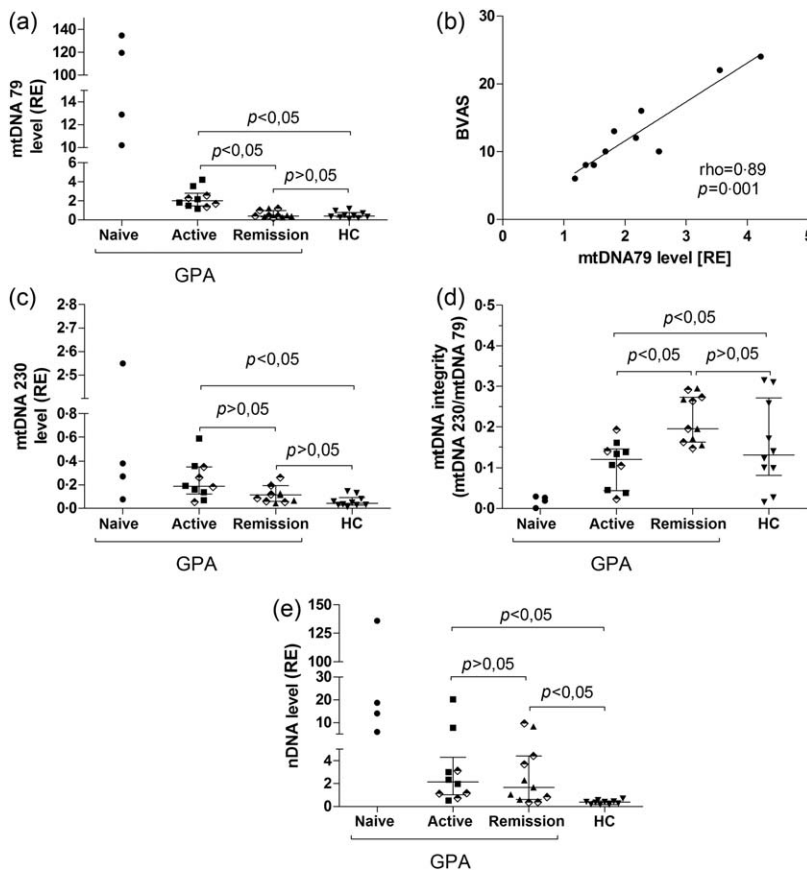 (a)
mtDNA 79
level (RE)
140
120
100
14
12
10
6
4
2
0
p<0,05
p<0,05
p>0,05
Naive
Active
Remission
HC
GPA
(b)
BVAS
30
20
10
0
rho=0·89
p=0·001
0
1
2
3
4
5
mtDNA79 level [RE]
(c)
mtDNA 230
level (RE)
2·8
2·7
2·6
2·5
0·8
0·6
0·4
0·2
0·0
p<0,05
p>0,05
p>0,05
Naive
Active
Remission
HC
GPA
(d)
mtDNA integrity
(mtDNA 230/mtDNA 79)
0·5
0·4
0·3
0·2
0·1
0·0
p<0,05
p<0,05
p>0,05
Naive
Active
Remission
HC
GPA
(e)
nDNA level (RE)
150
125
100
30
20
10
4
2
0
p<0,05
p>0,05
p<0,05
Naive
Active
Remission
HC
GPA